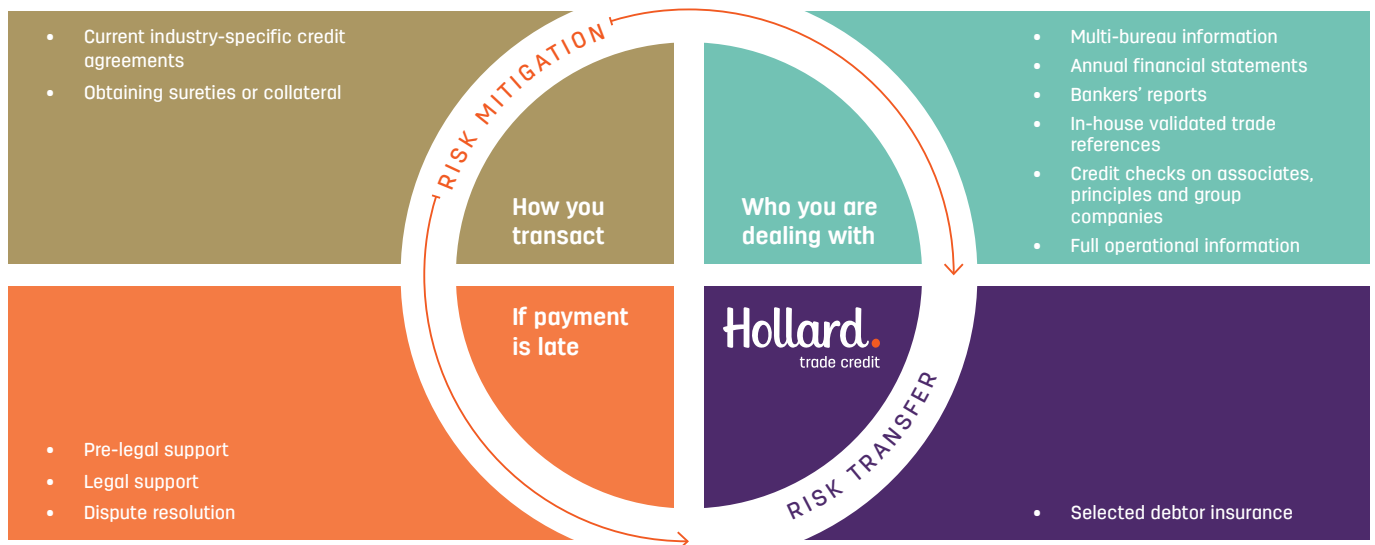 Current industry-specific credit
agreements
Obtaining sureties or collateral
RISK MITIGATION
How you
transact
Who you are
dealing with
Multi-bureau information
Annual financial statements
Bankers’ reports
In-house validated trade
references
Credit checks on associates,
principles and group
companies
Full operational information
If payment
is late
Pre-legal support
Legal support
Dispute resolution
Hollard.
trade credit
RISK TRANSFER
Selected debtor insurance